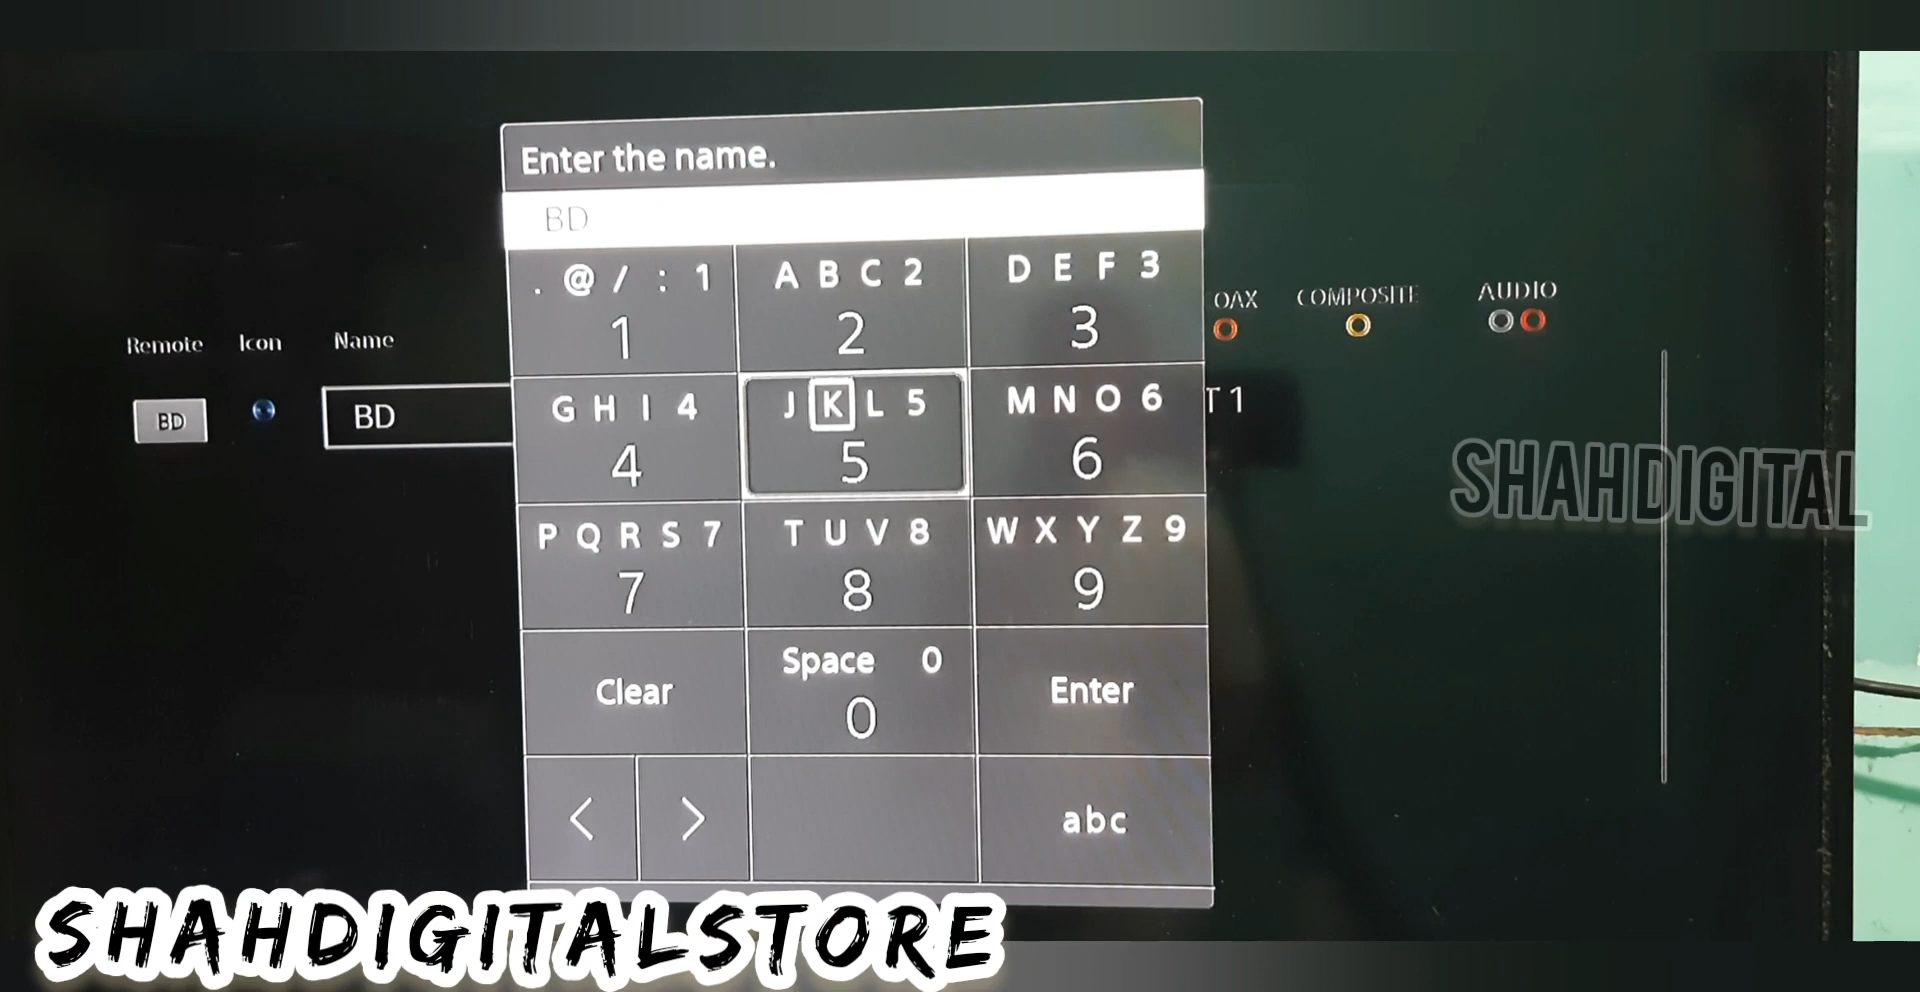 Enter the name.
BD
. @ / : 1
1
A B C 2
2
D E F 3
3
G H I 4
4
J K L 5
5
M N O 6
6
P Q R S 7
7
T U V 8
8
W X Y Z 9
9
Clear
Space 0
0
Enter
< >
abc
Remote Icon Name
BD BD
OAX COMPOSITE AUDIO
T 1
SHAHDIGITAL
SHAHDIGITALSTORE